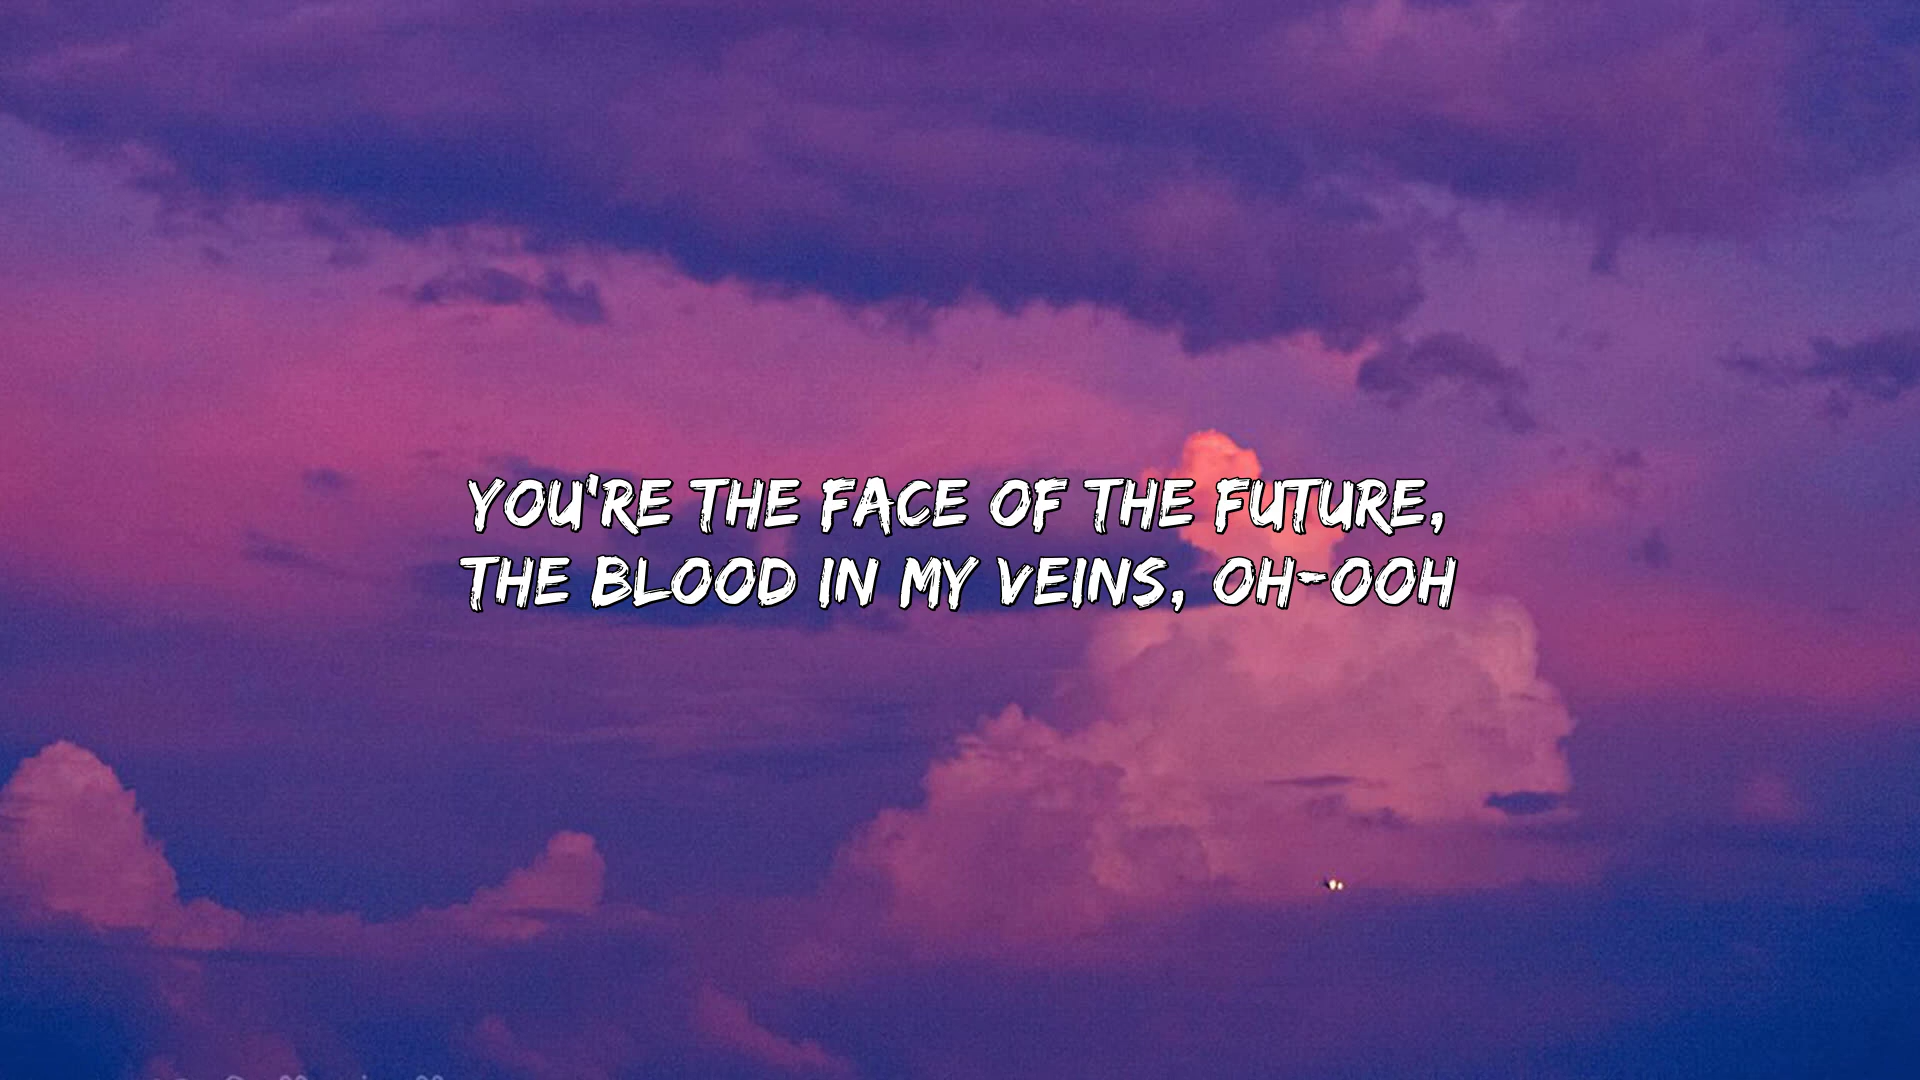 YOU'RE THE FACE OF THE FUTURE,
THE BLOOD IN MY VEINS, OH-OOH